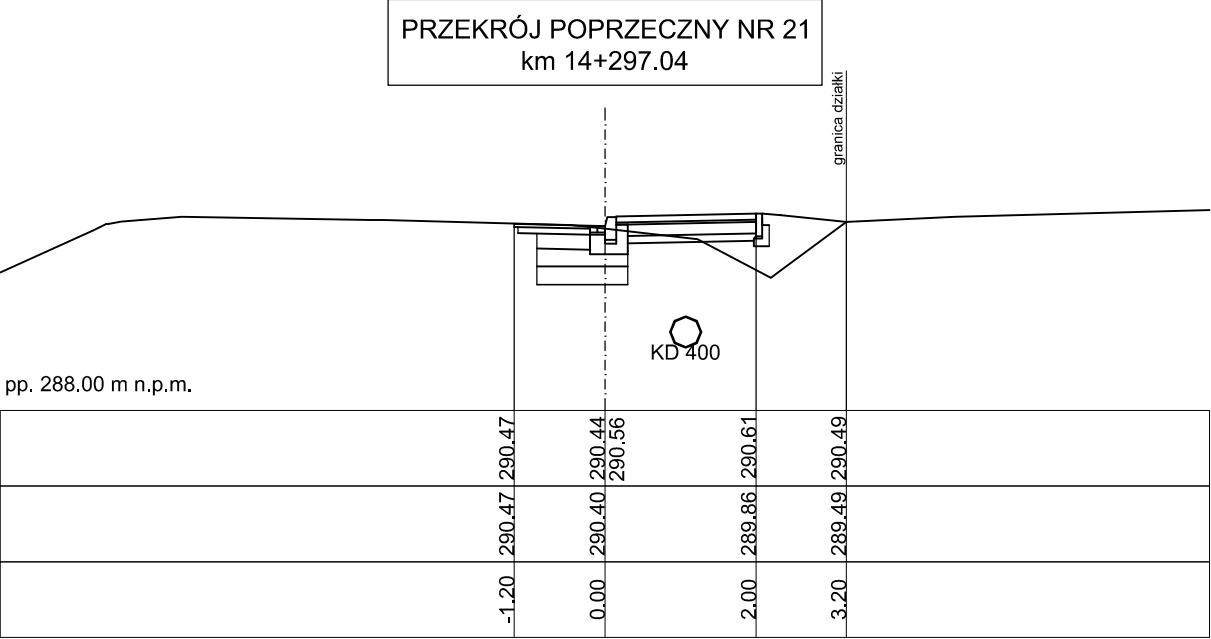 PRZEKRÓJ POPRZECZNY NR 21
km 14+297.04
granica działki
KD 400
pp. 288.00 m n.p.m.
290.47
290.44
290.56
290.61
290.49
290.47
290.40
289.86
289.49
-1.20
0.00
2.00
3.20